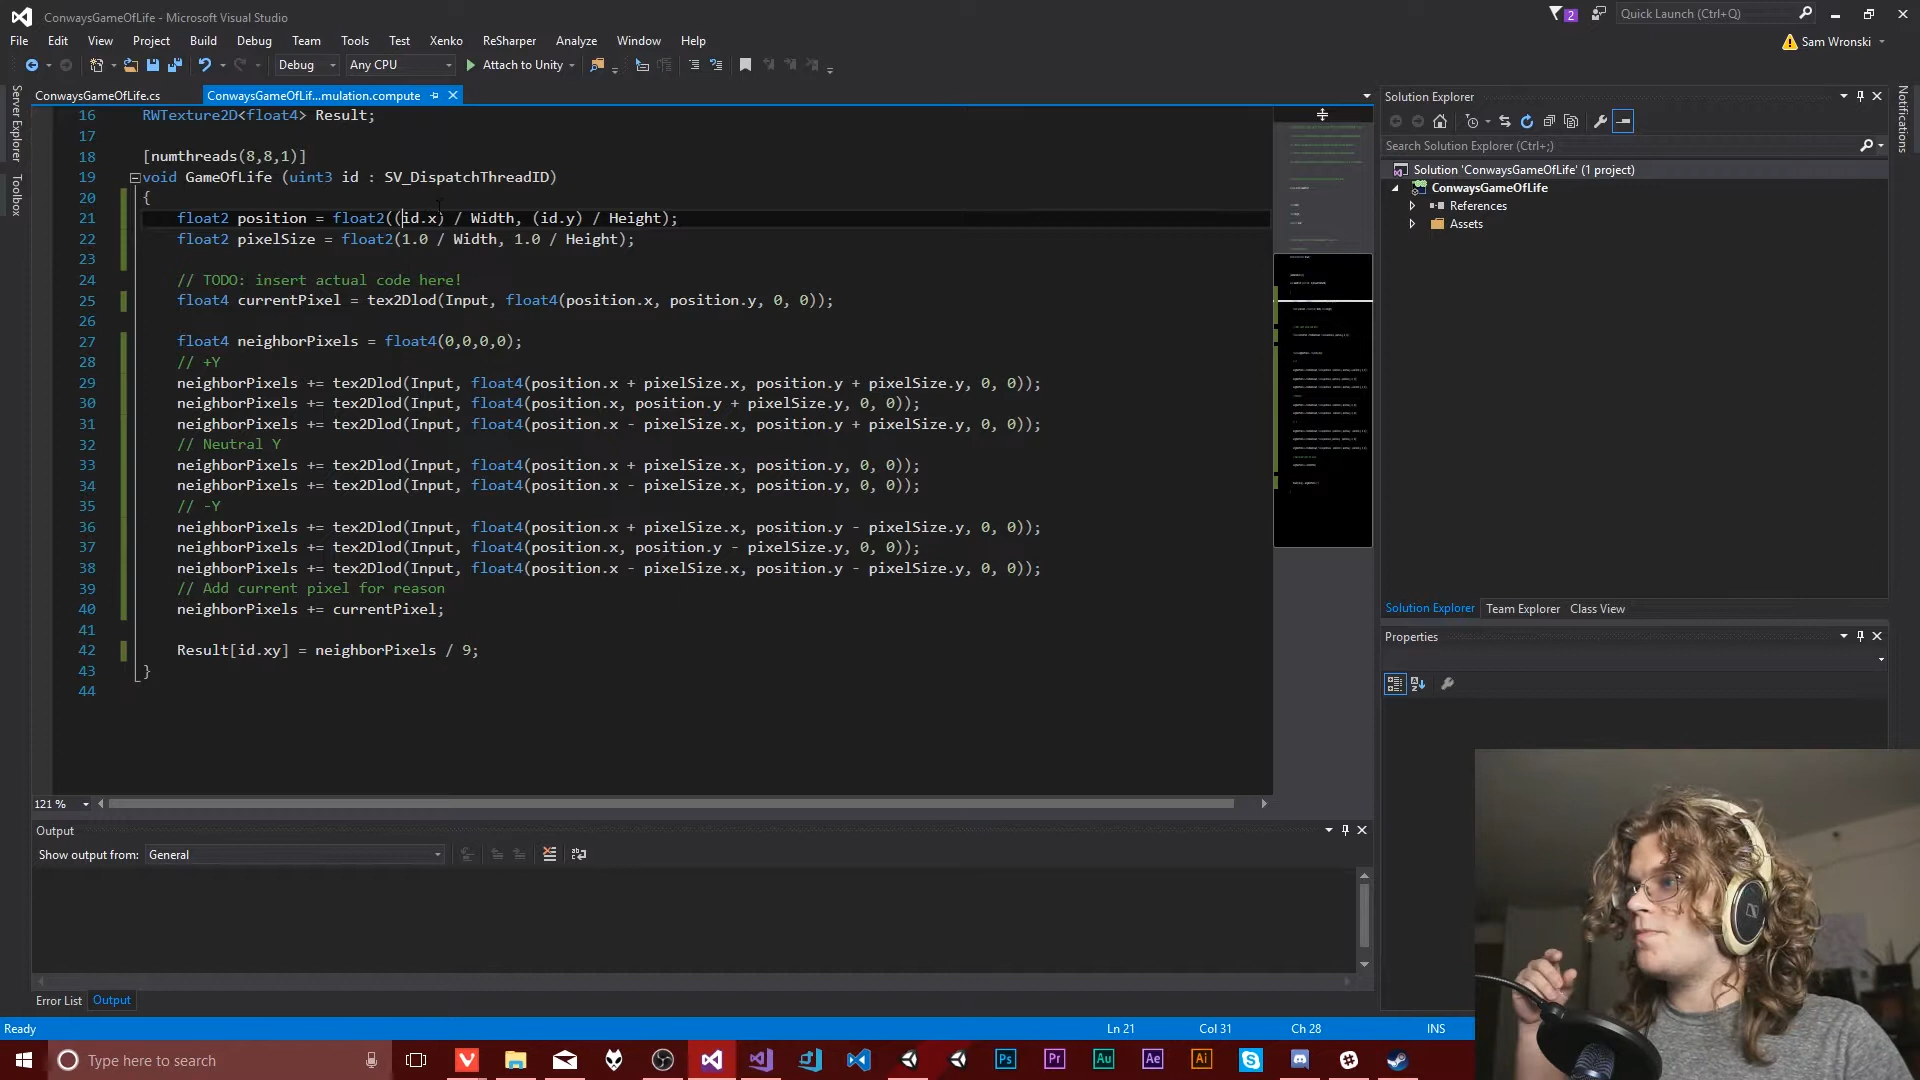 ConwaysGameOfLife - Microsoft Visual Studio
2
Quick Launch (Ctrl+Q)
File Edit View Project Build Debug Team Tools Test Xenko ReSharper Analyze Window Help
Sam Wronski
Debug Any CPU Attach to Unity
Server Explorer
Toolbox
Notifications
ConwaysGameOfLife.cs ConwaysGameOfLif...mulation.compute
16 RWTexture2D<float4> Result;
17
18 [numthreads(8,8,1)]
19 void GameOfLife (uint3 id : SV_DispatchThreadID)
20 {
21 float2 position = float2((id.x) / Width, (id.y) / Height);
22 float2 pixelSize = float2(1.0 / Width, 1.0 / Height);
23
24 // TODO: insert actual code here!
25 float4 currentPixel = tex2Dlod(Input, float4(position.x, position.y, 0, 0));
26
27 float4 neighborPixels = float4(0,0,0,0);
28 // +Y
29 neighborPixels += tex2Dlod(Input, float4(position.x + pixelSize.x, position.y + pixelSize.y, 0, 0));
30 neighborPixels += tex2Dlod(Input, float4(position.x, position.y + pixelSize.y, 0, 0));
31 neighborPixels += tex2Dlod(Input, float4(position.x - pixelSize.x, position.y + pixelSize.y, 0, 0));
32 // Neutral Y
33 neighborPixels += tex2Dlod(Input, float4(position.x + pixelSize.x, position.y, 0, 0));
34 neighborPixels += tex2Dlod(Input, float4(position.x - pixelSize.x, position.y, 0, 0));
35 // -Y
36 neighborPixels += tex2Dlod(Input, float4(position.x + pixelSize.x, position.y - pixelSize.y, 0, 0));
37 neighborPixels += tex2Dlod(Input, float4(position.x, position.y - pixelSize.y, 0, 0));
38 neighborPixels += tex2Dlod(Input, float4(position.x - pixelSize.x, position.y - pixelSize.y, 0, 0));
39 // Add current pixel for reason
40 neighborPixels += currentPixel;
41
42 Result[id.xy] = neighborPixels / 9;
43 }
44
121 %
Solution Explorer
Search Solution Explorer (Ctrl+;)
Solution 'ConwaysGameOfLife' (1 project)
ConwaysGameOfLife
References
Assets
Solution Explorer Team Explorer Class View
Properties
Output
Show output from: General
Error List Output
Ready Ln 21 Col 31 Ch 28 INS
Type here to search
Ps Pr Au Ae Ai